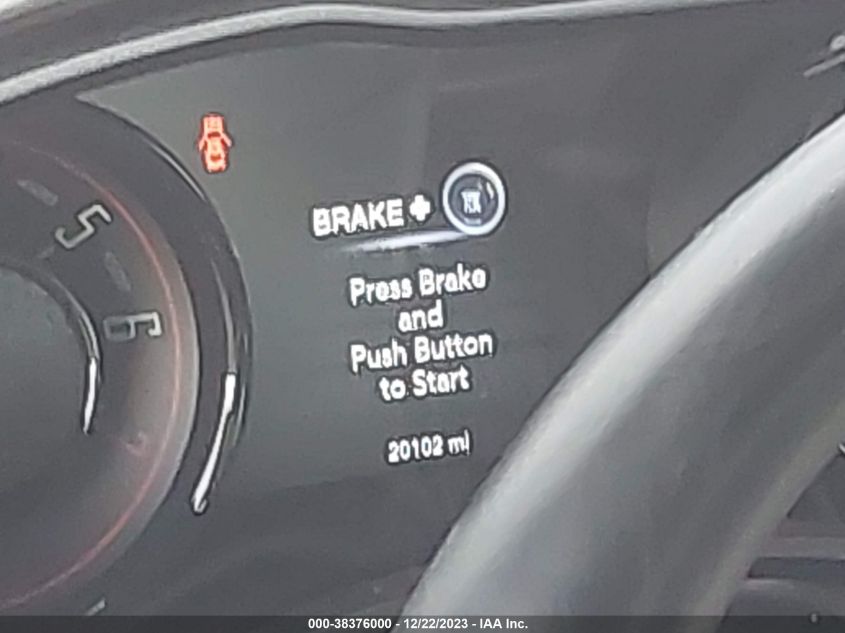 5
6
BRAKE +
Press Brake
and
Push Button
to Start
20102 mi
000-38376000 - 12/22/2023 - IAA Inc.